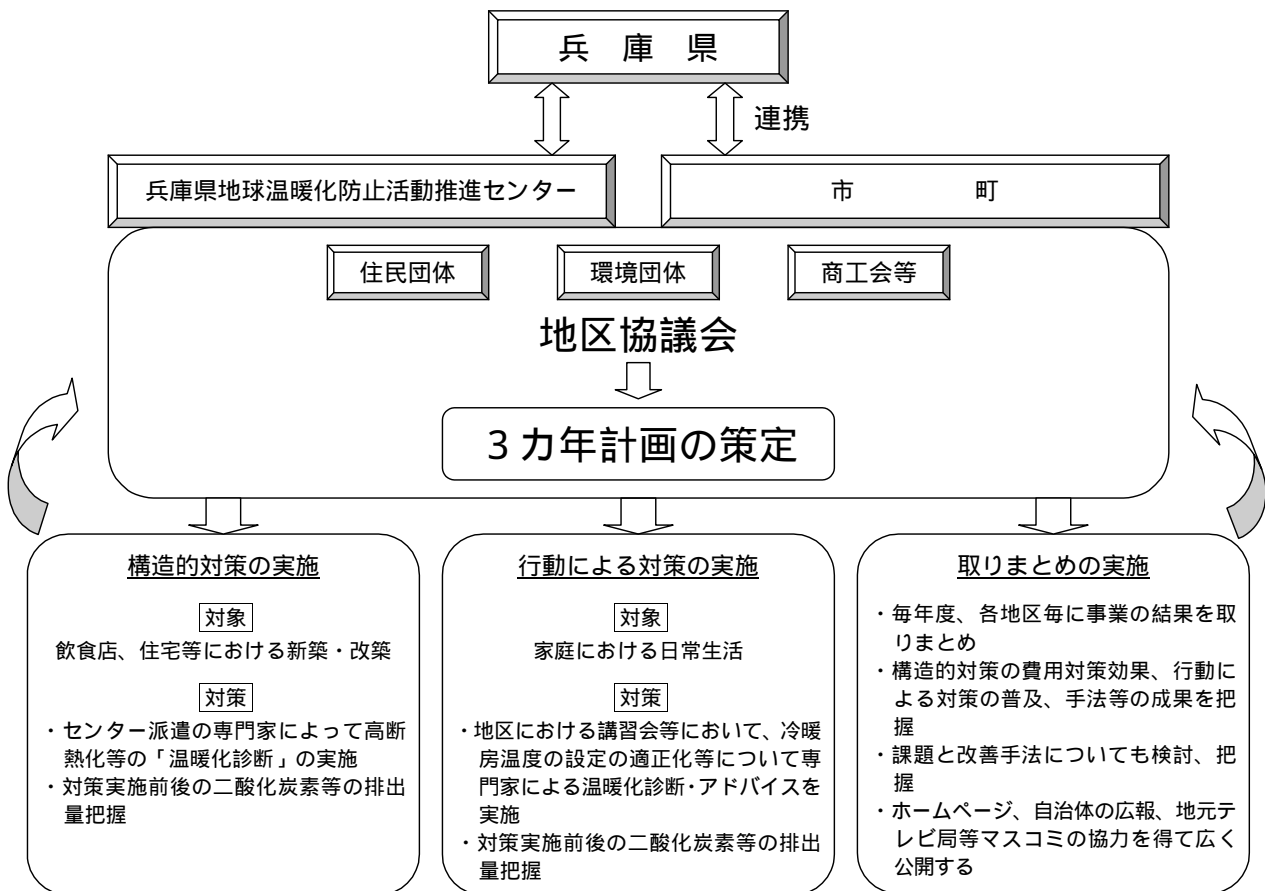 兵　庫　県
連携
兵庫県地球温暖化防止活動推進センター
市　　　　町
住民団体
環境団体
商工会等
地区協議会
３カ年計画の策定
構造的対策の実施
対象
飲食店、住宅等における新築・改築
対策
・センター派遣の専門家によって高断
熱化等の「温暖化診断」の実施
・対策実施前後の二酸化炭素等の排出
量把握
行動による対策の実施
対象
家庭における日常生活
対策
・地区における講習会等において、冷暖
房温度の設定の適正化等について専
門家による温暖化診断・アドバイスを
実施
・対策実施前後の二酸化炭素等の排出
量把握
取りまとめの実施
・毎年度、各地区毎に事業の結果を取
りまとめ
・構造的対策の費用対策効果、行動に
よる対策の普及、手法等の成果を把
握
・課題と改善手法についても検討、把
握
・ホームページ、自治体の広報、地元テ
レビ局等マスコミの協力を得て広く
公開する